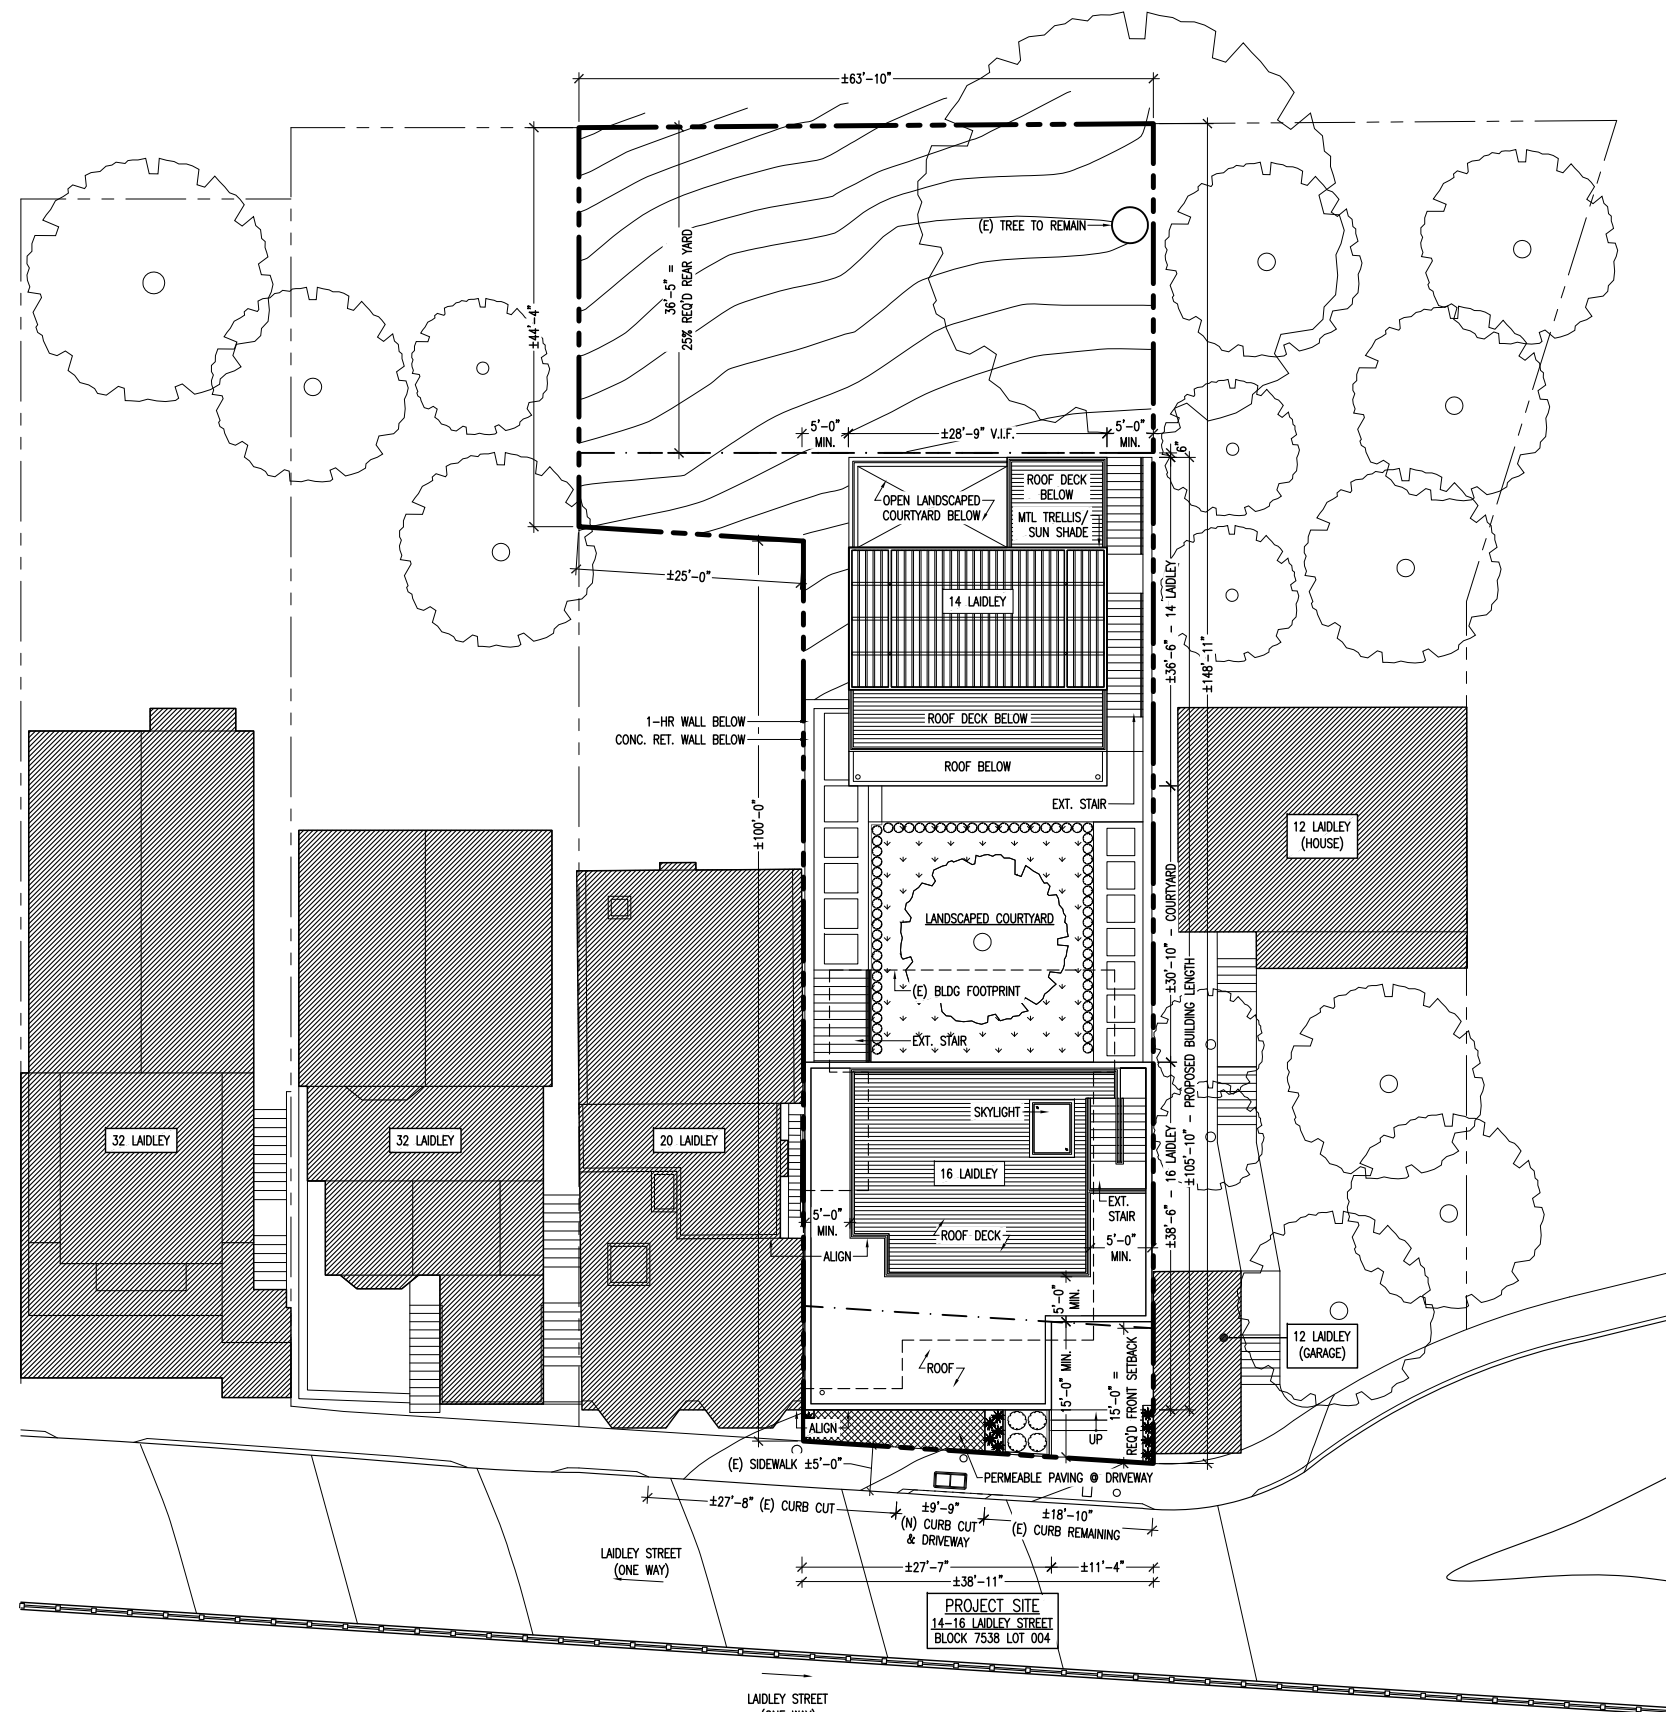 ±63'-10"
(E) TREE TO REMAIN
36'-5" =
25% REQ'D REAR YARD
±44'-4"
5'-0"
MIN.
±28'-9" V.I.F.
5'-0"
MIN.
6"
OPEN LANDSCAPED
COURTYARD BELOW
ROOF DECK
BELOW
MTL TRELLIS/
SUN SHADE
±25'-0"
14 LAIDLEY
±36'-6" - 14 LAIDLEY
±148'-11"
1-HR WALL BELOW
CONC. RET. WALL BELOW
ROOF DECK BELOW
ROOF BELOW
EXT. STAIR
±100'-0"
12 LAIDLEY
(HOUSE)
LANDSCAPED COURTYARD
±30'-10" - COURTYARD
(E) BLDG FOOTPRINT
EXT. STAIR
±105'-10" - PROPOSED BUILDING LENGTH
SKYLIGHT
32 LAIDLEY
32 LAIDLEY
20 LAIDLEY
16 LAIDLEY
±38'-6" - 16 LAIDLEY
EXT.
STAIR
5'-0"
MIN.
ROOF DECK
5'-0"
MIN.
ALIGN
5'-0"
MIN.
12 LAIDLEY
(GARAGE)
ROOF
15'-0" MIN.
15'-0" =
REQ'D FRONT SETBACK
ALIGN
UP
(E) SIDEWALK ±5'-0"
PERMEABLE PAVING @ DRIVEWAY
±27'-8" (E) CURB CUT
±9'-9"
(N) CURB CUT
& DRIVEWAY
±18'-10"
(E) CURB REMAINING
LAIDLEY STREET
(ONE WAY)
±27'-7"
±11'-4"
±38'-11"
PROJECT SITE
14-16 LAIDLEY STREET
BLOCK 7538 LOT 004
LAIDLEY STREET
(ONE WAY)